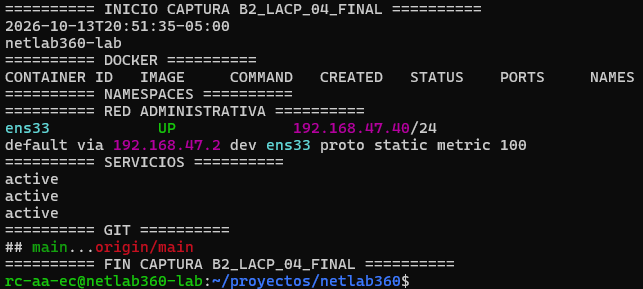 ========== INICIO CAPTURA B2_LACP_04_FINAL ==========
2026-10-13T20:51:35-05:00
netlab360-lab
========== DOCKER ==========
CONTAINER ID   IMAGE     COMMAND   CREATED   STATUS    PORTS     NAMES
========== NAMESPACES ==========
========== RED ADMINISTRATIVA ==========
ens33            UP             192.168.47.40/24
default via 192.168.47.2 dev ens33 proto static metric 100
========== SERVICIOS ==========
active
active
active
========== GIT ==========
## main...origin/main
========== FIN CAPTURA B2_LACP_04_FINAL ==========
rc-aa-ec@netlab360-lab:~/proyectos/netlab360$